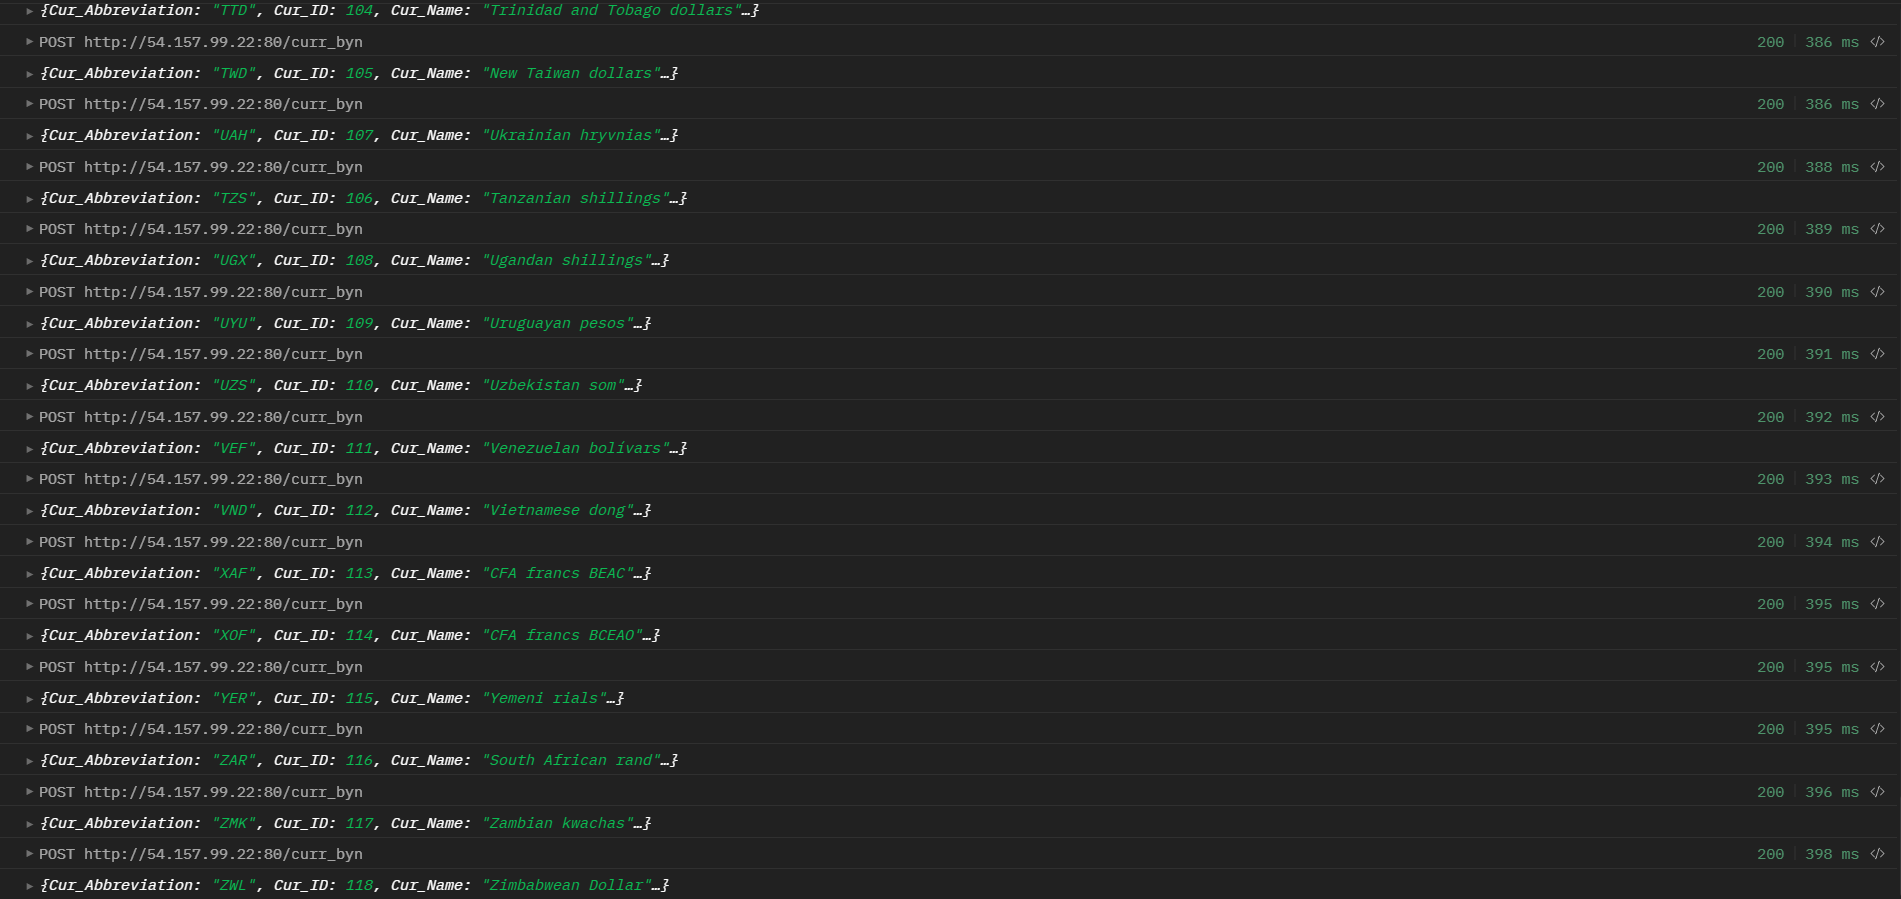 {Cur_Abbreviation: "TTD", Cur_ID: 104, Cur_Name: "Trinidad and Tobago dollars"…}
POST http://54.157.99.22:80/curr_byn 200 386 ms
{Cur_Abbreviation: "TWD", Cur_ID: 105, Cur_Name: "New Taiwan dollars"…}
POST http://54.157.99.22:80/curr_byn 200 386 ms
{Cur_Abbreviation: "UAH", Cur_ID: 107, Cur_Name: "Ukrainian hryvnias"…}
POST http://54.157.99.22:80/curr_byn 200 388 ms
{Cur_Abbreviation: "TZS", Cur_ID: 106, Cur_Name: "Tanzanian shillings"…}
POST http://54.157.99.22:80/curr_byn 200 389 ms
{Cur_Abbreviation: "UGX", Cur_ID: 108, Cur_Name: "Ugandan shillings"…}
POST http://54.157.99.22:80/curr_byn 200 390 ms
{Cur_Abbreviation: "UYU", Cur_ID: 109, Cur_Name: "Uruguayan pesos"…}
POST http://54.157.99.22:80/curr_byn 200 391 ms
{Cur_Abbreviation: "UZS", Cur_ID: 110, Cur_Name: "Uzbekistan som"…}
POST http://54.157.99.22:80/curr_byn 200 392 ms
{Cur_Abbreviation: "VEF", Cur_ID: 111, Cur_Name: "Venezuelan bolívars"…}
POST http://54.157.99.22:80/curr_byn 200 393 ms
{Cur_Abbreviation: "VND", Cur_ID: 112, Cur_Name: "Vietnamese dong"…}
POST http://54.157.99.22:80/curr_byn 200 394 ms
{Cur_Abbreviation: "XAF", Cur_ID: 113, Cur_Name: "CFA francs BEAC"…}
POST http://54.157.99.22:80/curr_byn 200 395 ms
{Cur_Abbreviation: "XOF", Cur_ID: 114, Cur_Name: "CFA francs BCEAO"…}
POST http://54.157.99.22:80/curr_byn 200 395 ms
{Cur_Abbreviation: "YER", Cur_ID: 115, Cur_Name: "Yemeni rials"…}
POST http://54.157.99.22:80/curr_byn 200 395 ms
{Cur_Abbreviation: "ZAR", Cur_ID: 116, Cur_Name: "South African rand"…}
POST http://54.157.99.22:80/curr_byn 200 396 ms
{Cur_Abbreviation: "ZMK", Cur_ID: 117, Cur_Name: "Zambian kwachas"…}
POST http://54.157.99.22:80/curr_byn 200 398 ms
{Cur_Abbreviation: "ZWL", Cur_ID: 118, Cur_Name: "Zimbabwean Dollar"…}